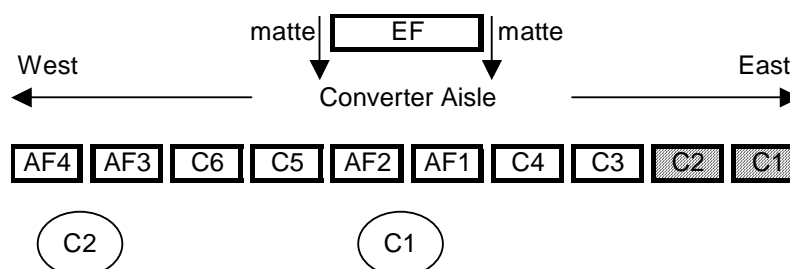 matte EF matte
West East
Converter Aisle
AF4 AF3 C6 C5 AF2 AF1 C4 C3 C2 C1
C2 C1